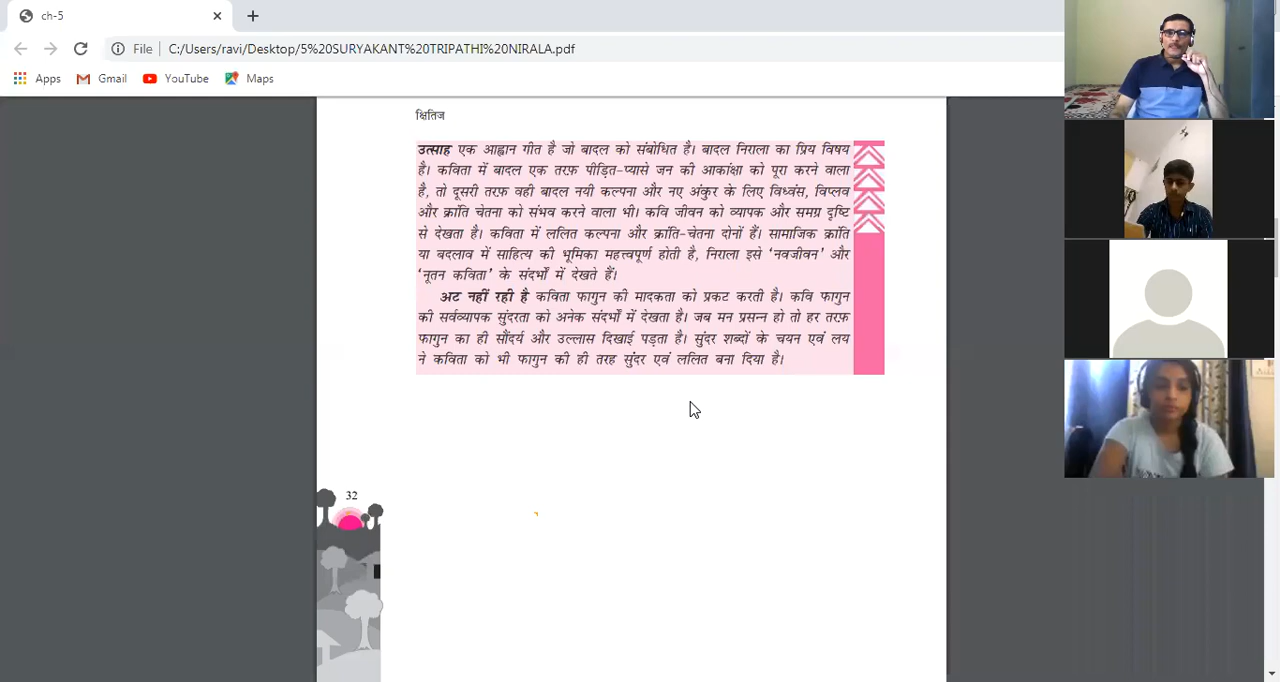 ch-5
File C:/Users/ravi/Desktop/5%20SURYAKANT%20TRIPATHI%20NIRALA.pdf
Apps Gmail YouTube Maps
क्षितिज
उत्साह एक आह्वान गीत है जो बादल को संबोधित है। बादल निराला का प्रिय विषय
है। कविता में बादल एक तरफ़ पीड़ित-प्यासे जन की आकांक्षा को पूरा करने वाला
है, तो दूसरी तरफ़ वही बादल नयी कल्पना और नए अंकुर के लिए विध्वंस, विप्लव
और क्रांति चेतना को संभव करने वाला भी। कवि जीवन को व्यापक और समग्र दृष्टि
से देखता है। कविता में ललित कल्पना और क्रांति-चेतना दोनों हैं। सामाजिक क्रांति
या बदलाव में साहित्य की भूमिका महत्त्वपूर्ण होती है, निराला इसे ‘नवजीवन’ और
‘नूतन कविता’ के संदर्भों में देखते हैं।
अट नहीं रही है कविता फागुन की मादकता को प्रकट करती है। कवि फागुन
की सर्वव्यापक सुंदरता को अनेक संदर्भों में देखता है। जब मन प्रसन्न हो तो हर तरफ़
फागुन का ही सौंदर्य और उल्लास दिखाई पड़ता है। सुंदर शब्दों के चयन एवं लय
ने कविता को भी फागुन की ही तरह सुंदर एवं ललित बना दिया है।
32